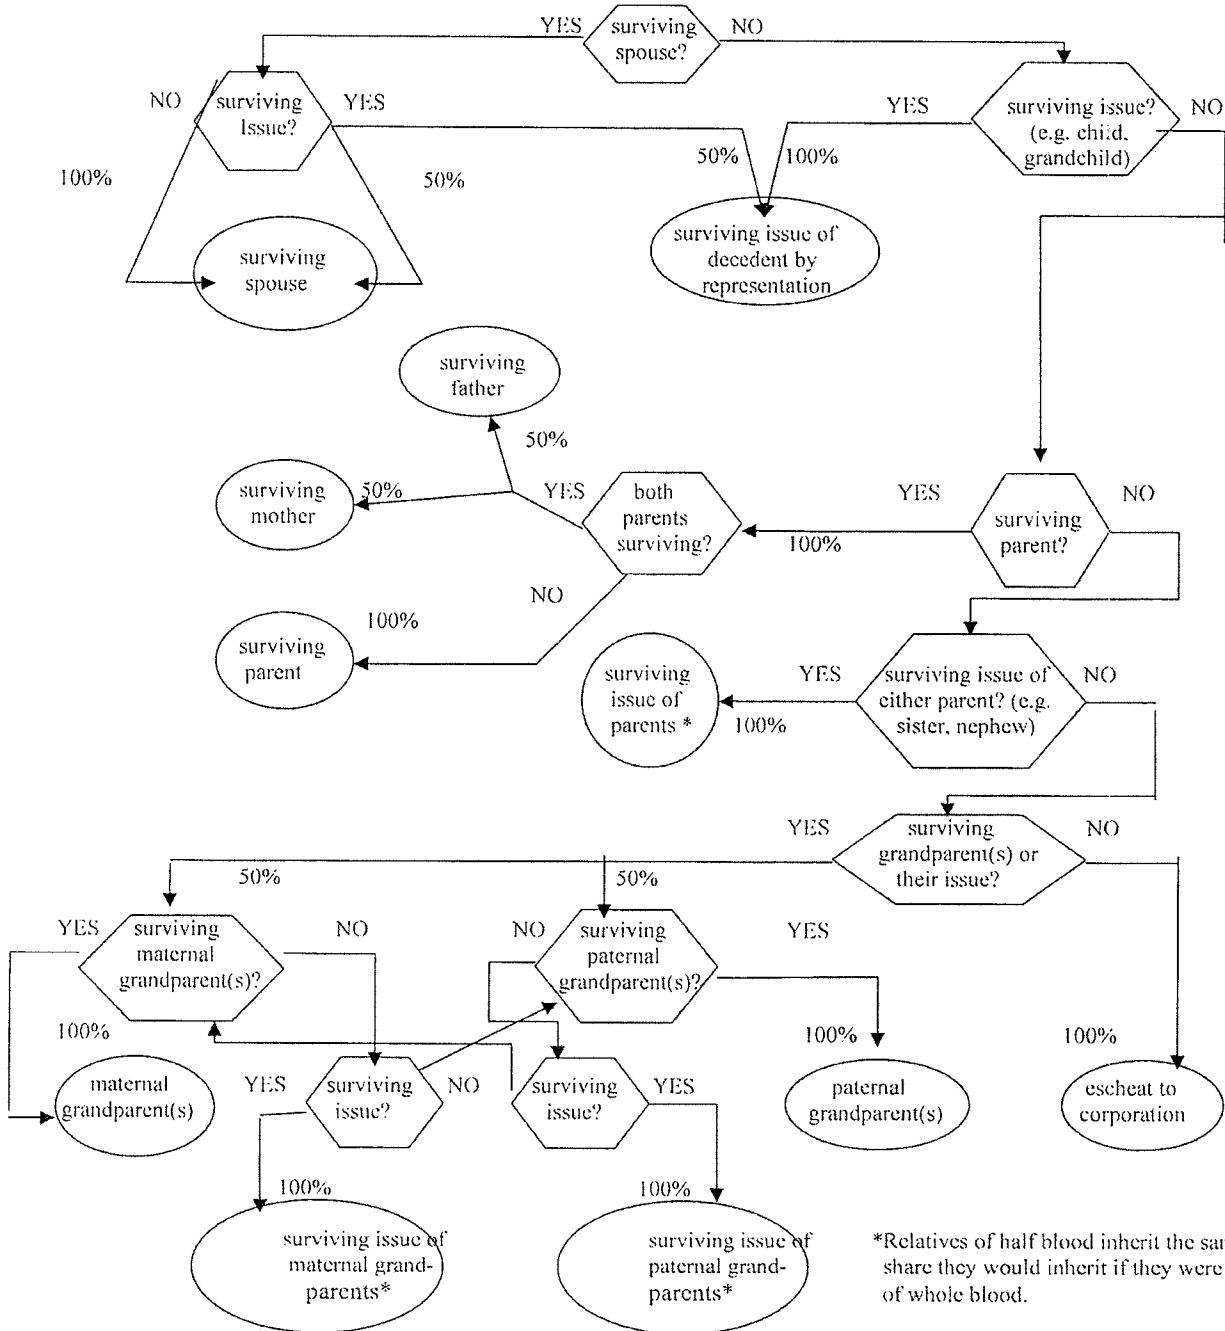 YES
surviving
spouse?
NO
NO
surviving
Issue?
YES
YES
surviving issue?
(e.g. child,
grandchild)
NO
100%
50%
50%
100%
surviving
spouse
surviving issue of
decedent by
representation
surviving
father
50%
surviving
mother
50%
YES
both
parents
surviving?
YES
surviving
parent?
NO
100%
NO
surviving
parent
100%
surviving
issue of
parents *
YES
100%
surviving issue of
either parent? (e.g.
sister, nephew)
NO
YES
surviving
grandparent(s) or
their issue?
NO
50%
50%
YES
surviving
maternal
grandparent(s)?
NO
NO
surviving
paternal
grandparent(s)?
YES
100%
100%
100%
maternal
grandparent(s)
YES
surviving
issue?
NO
surviving
issue?
YES
paternal
grandparent(s)
escheat to
corporation
100%
100%
surviving issue of
maternal grand-
parents*
surviving issue of
paternal grand-
parents*
*Relatives of half blood inherit the sa
share they would inherit if they were
of whole blood.